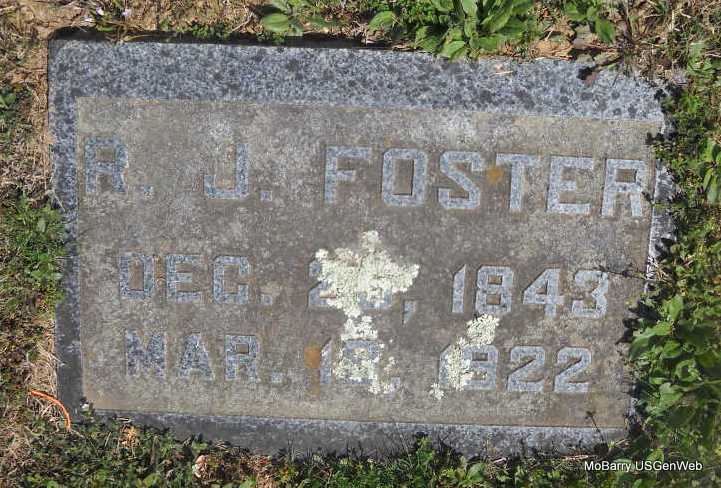 R. J. FOSTER
DEC. , 1843
MAR. 1922
MoBarry USGenWeb